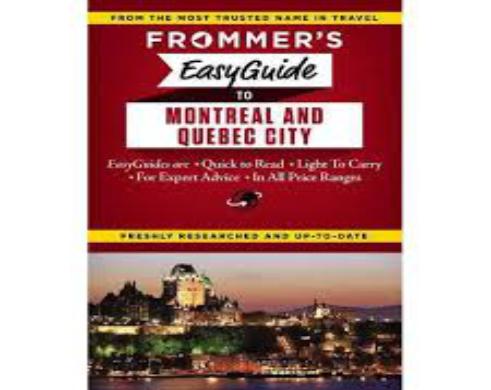 FROM THE MOST TRUSTED NAME IN TRAVEL
FROMMER'S
EasyGuide
TO
MONTREAL AND
QUEBEC CITY
EasyGuides are • Quick to Read • Light To Carry
• For Expert Advice • In All Price Ranges
FRESHLY RESEARCHED AND UP-TO-DATE